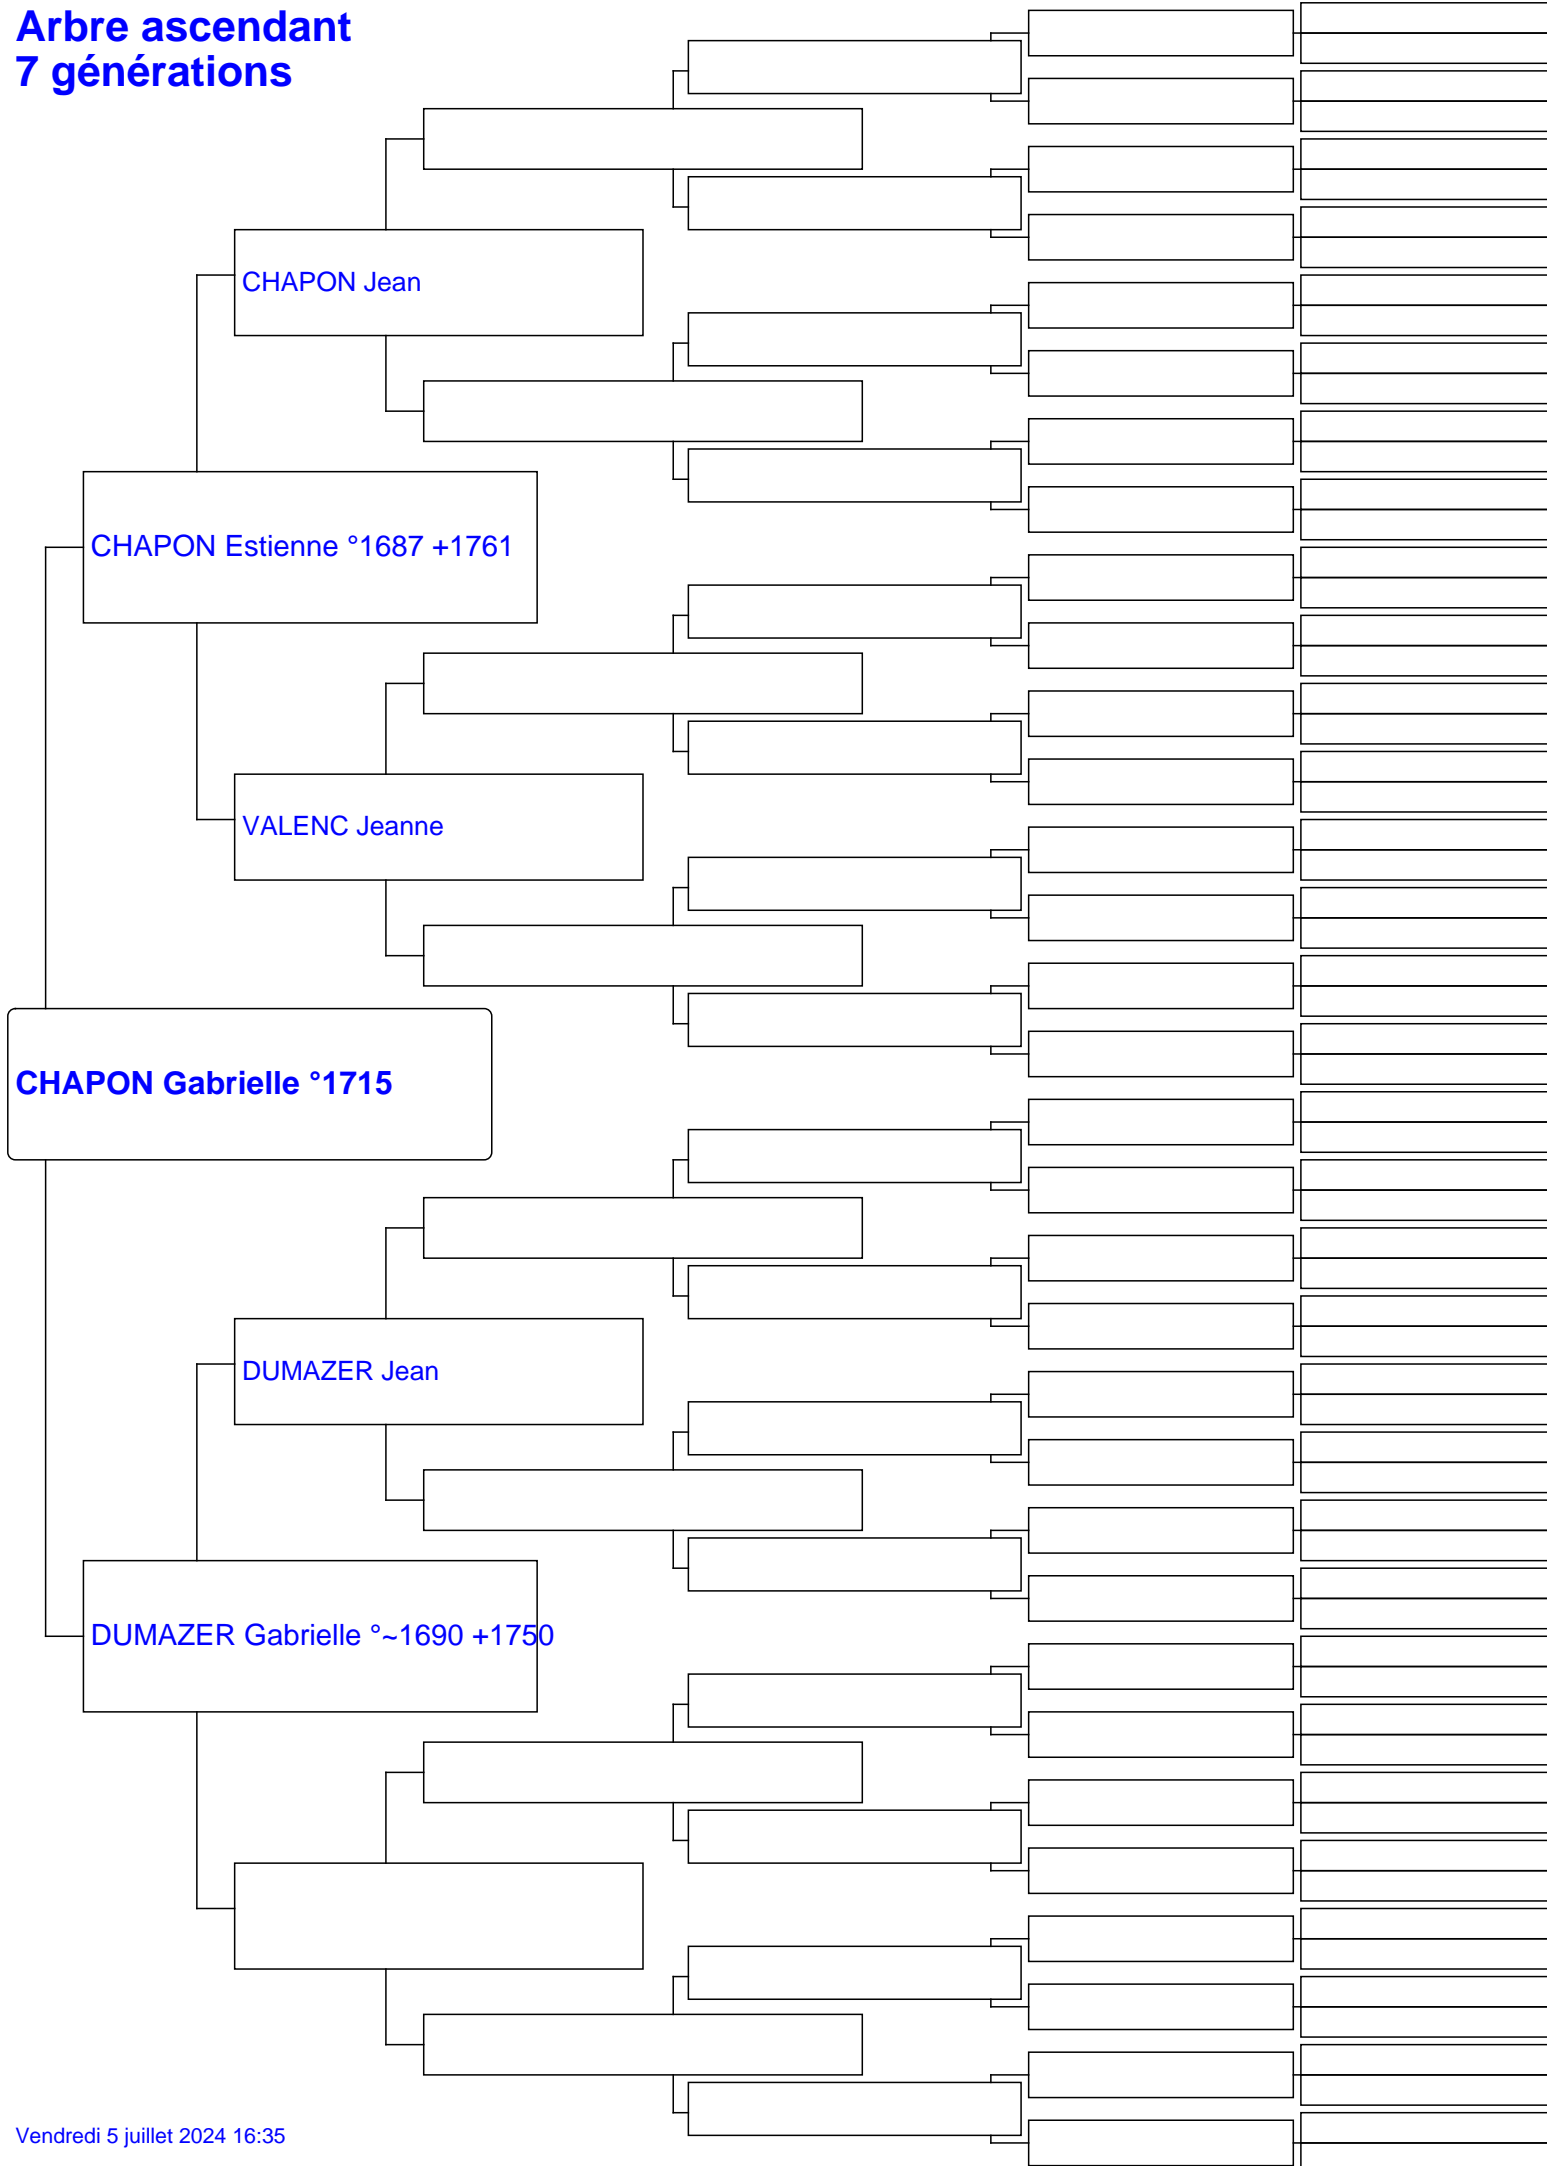 Arbre ascendant
7 générations
CHAPON Jean
CHAPON Estienne °1687 +1761
VALENC Jeanne
CHAPON Gabrielle °1715
DUMAZER Jean
DUMAZER Gabrielle °~1690 +1750
Vendredi 5 juillet 2024 16:35